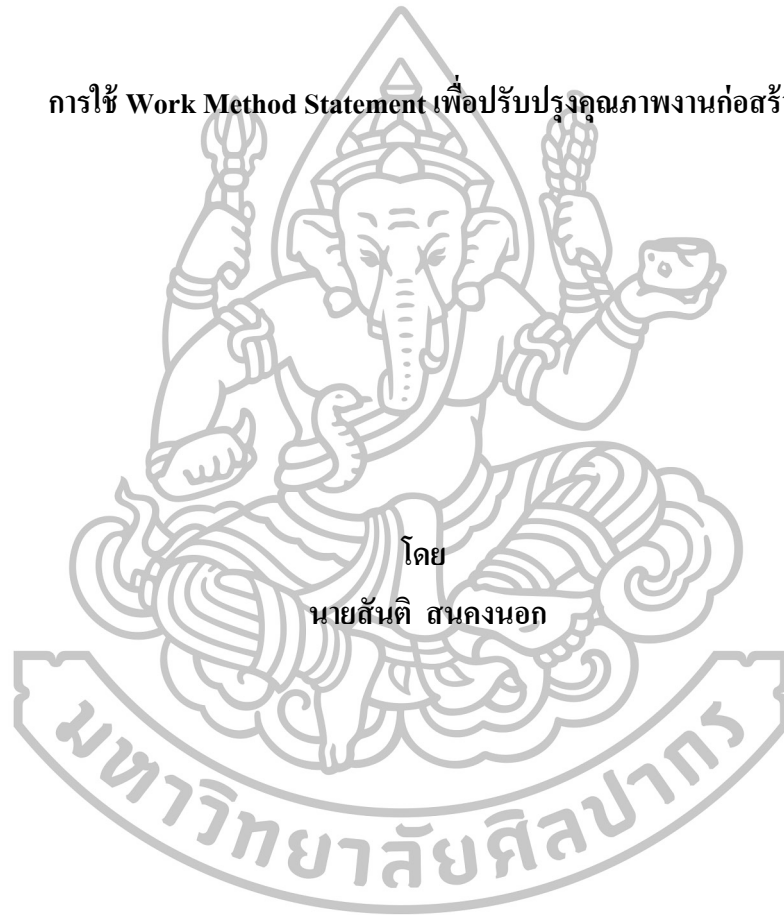 การใช้ Work Method Statement เพื่อปรับปรุงคุณภาพงานก่อสร้
โดย
นายสันติ สนคงนอก
มหาวิทยาลัยศิลปากร